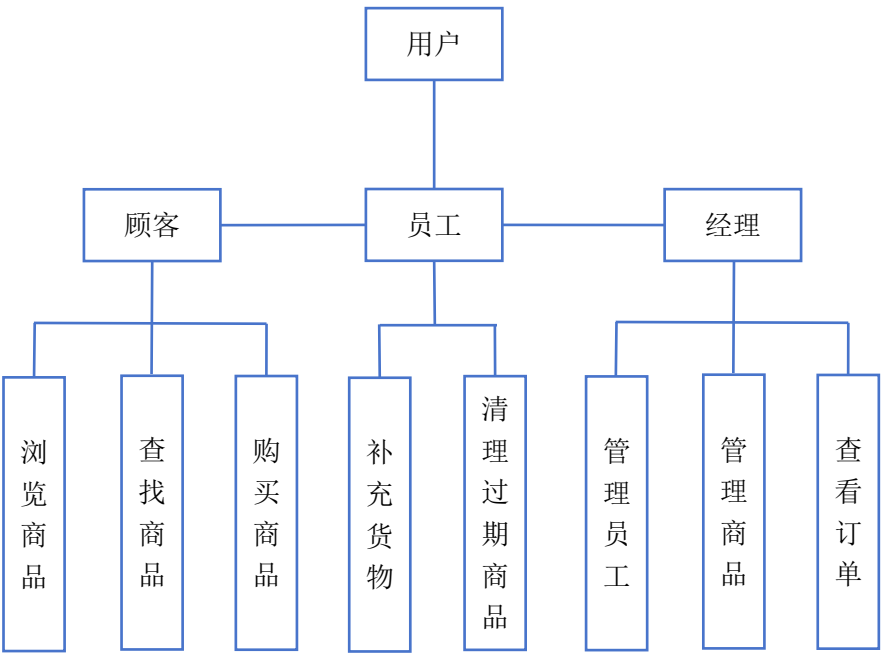 用户
顾客
员工
经理
浏览商品
查找商品
购买商品
补充货物
清理过期商品
管理员工
管理商品
查看订单